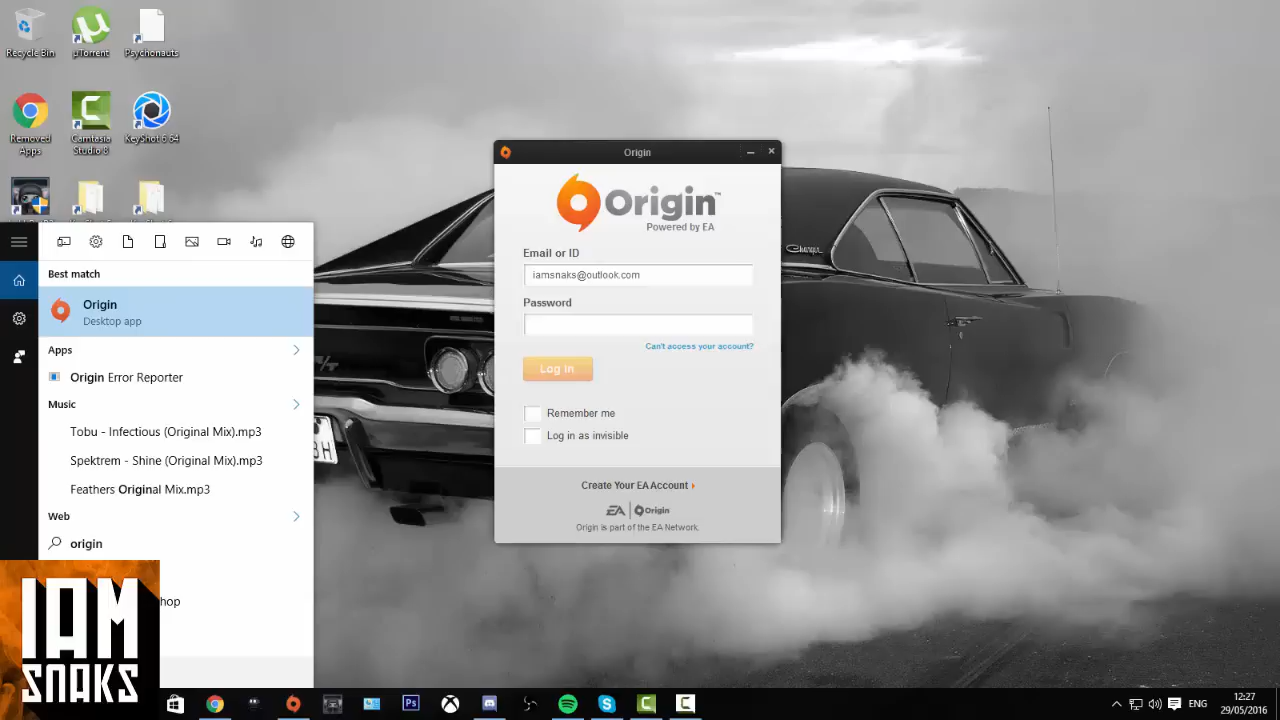 Recycle Bin
µTorrent
Psychonauts
Removed Apps
Camtasia Studio 8
KeyShot 6 64
Best match
Origin
Desktop app
Apps
Origin Error Reporter
Music
Tobu - Infectious (Original Mix).mp3
Spektrem - Shine (Original Mix).mp3
Feathers Original Mix.mp3
Web
origin
hop
IAM
SNAKS
Origin
Origin™
Powered by EA
Email or ID
iamsnaks@outlook.com
Password
Can't access your account?
Log In
Remember me
Log in as invisible
Create Your EA Account
EA | Origin
Origin is part of the EA Network.
Charger
R/T
BH
Ps
ENG
12:27
29/05/2016